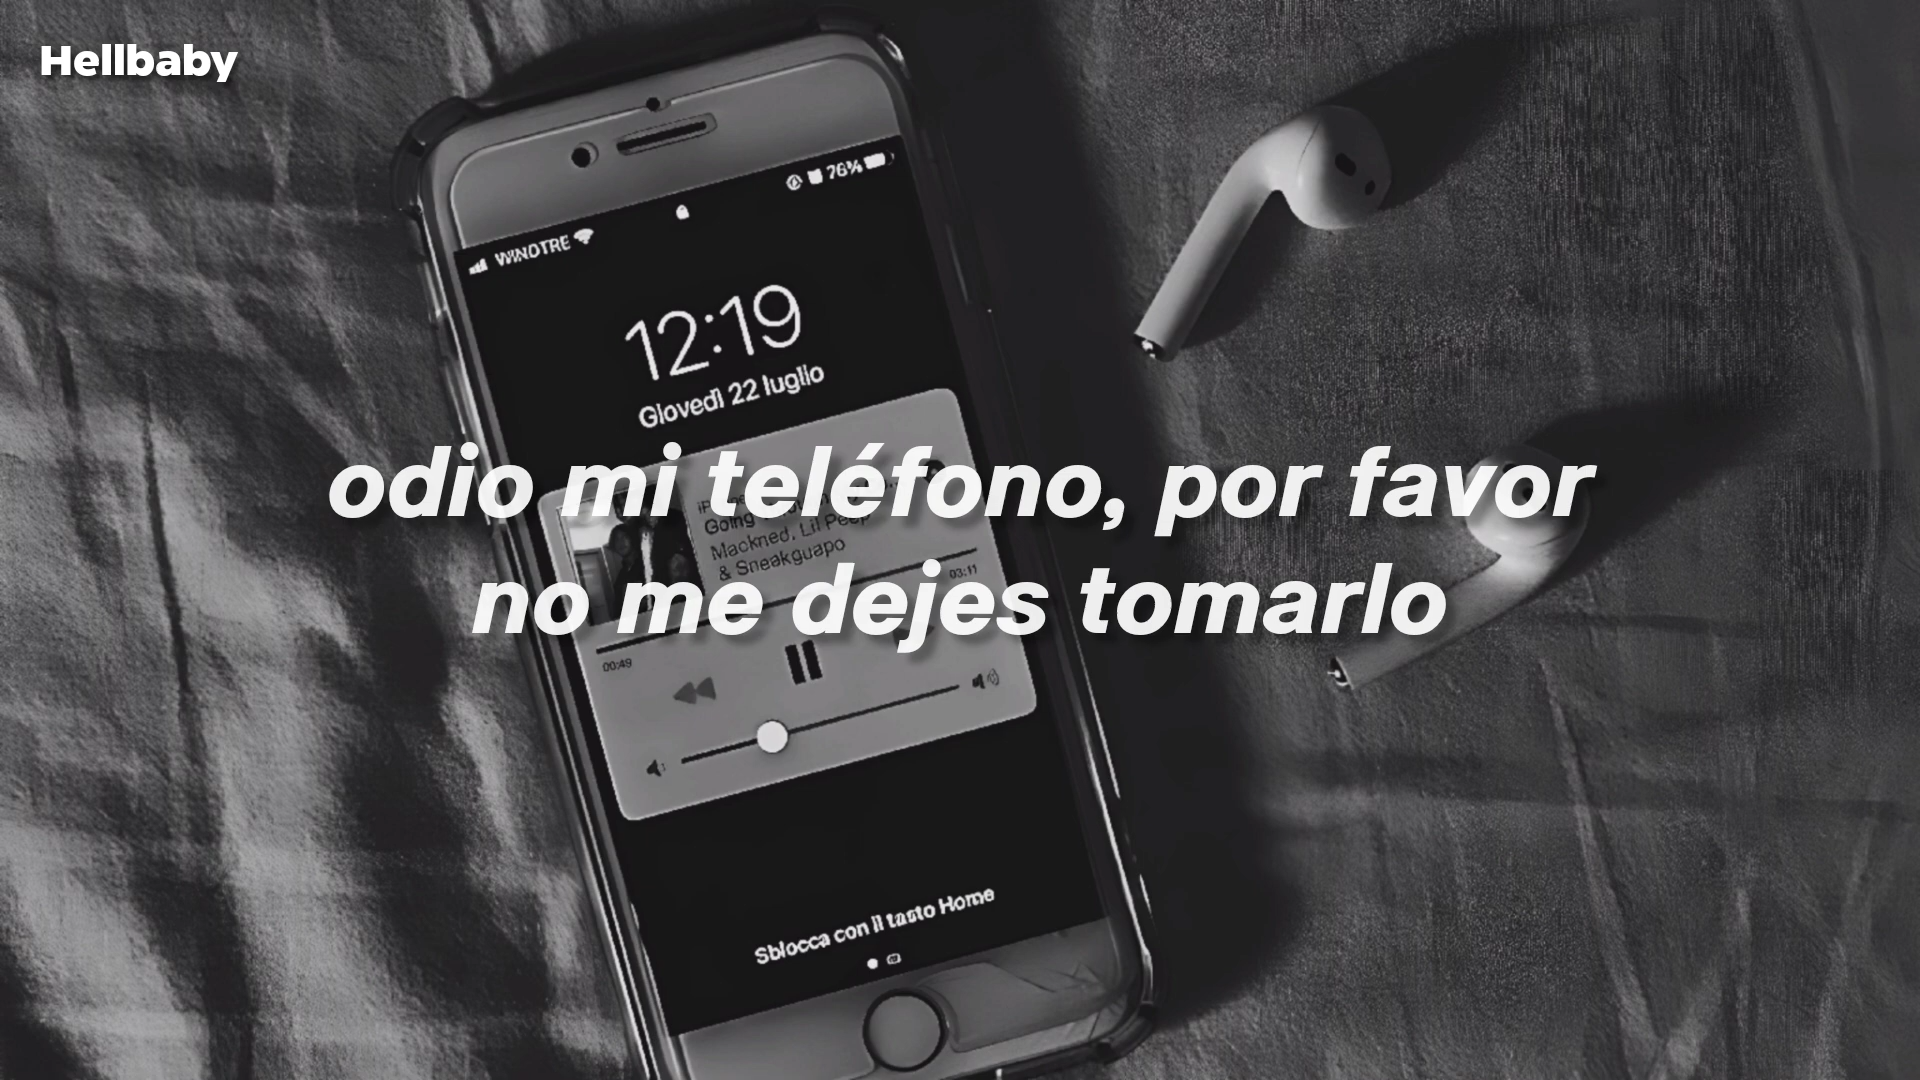 Hellbaby
76%
WINDTRE
12:19
Giovedì 22 luglio
odio mi teléfono, por favor
no me dejes tomarlo
Going
Mackned, Lil Peep
& Sneakguapo
03:11
00:49
Sblocca con il tasto Home